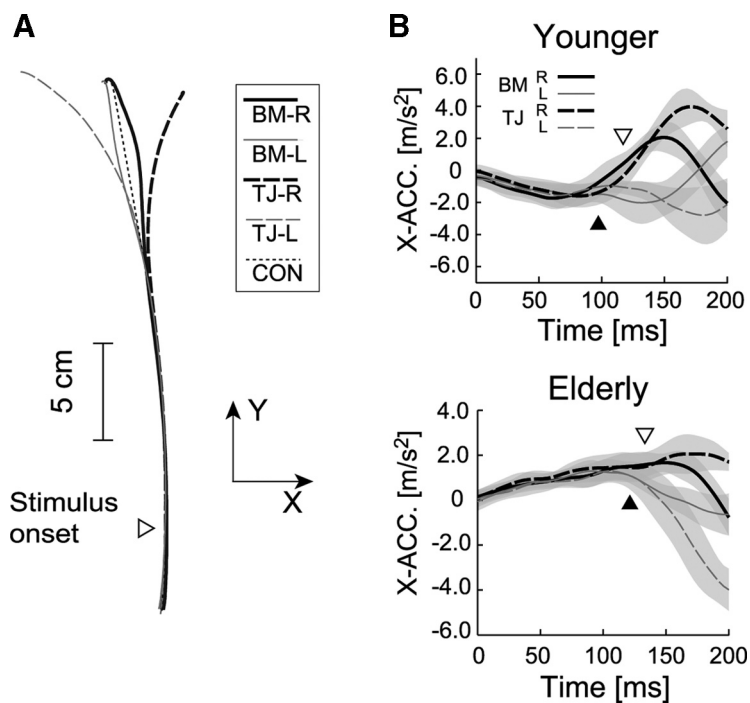 A
BM-R
BM-L
TJ-R
TJ-L
CON
5 cm
Y
X
Stimulus
onset
B
Younger
BM R
L
TJ R
L
X-ACC. [m/s²]
6.0
4.0
2.0
0
-2.0
-4.0
-6.0
0 50 100 150 200
Time [ms]
Elderly
X-ACC. [m/s²]
4.0
2.0
0
-2.0
-4.0
-6.0
0 50 100 150 200
Time [ms]